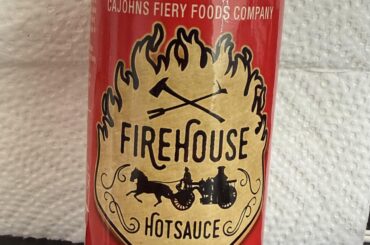 CAJOHNS FIERY FOODS COMPANY
FIREHOUSE
HOTSAUCE